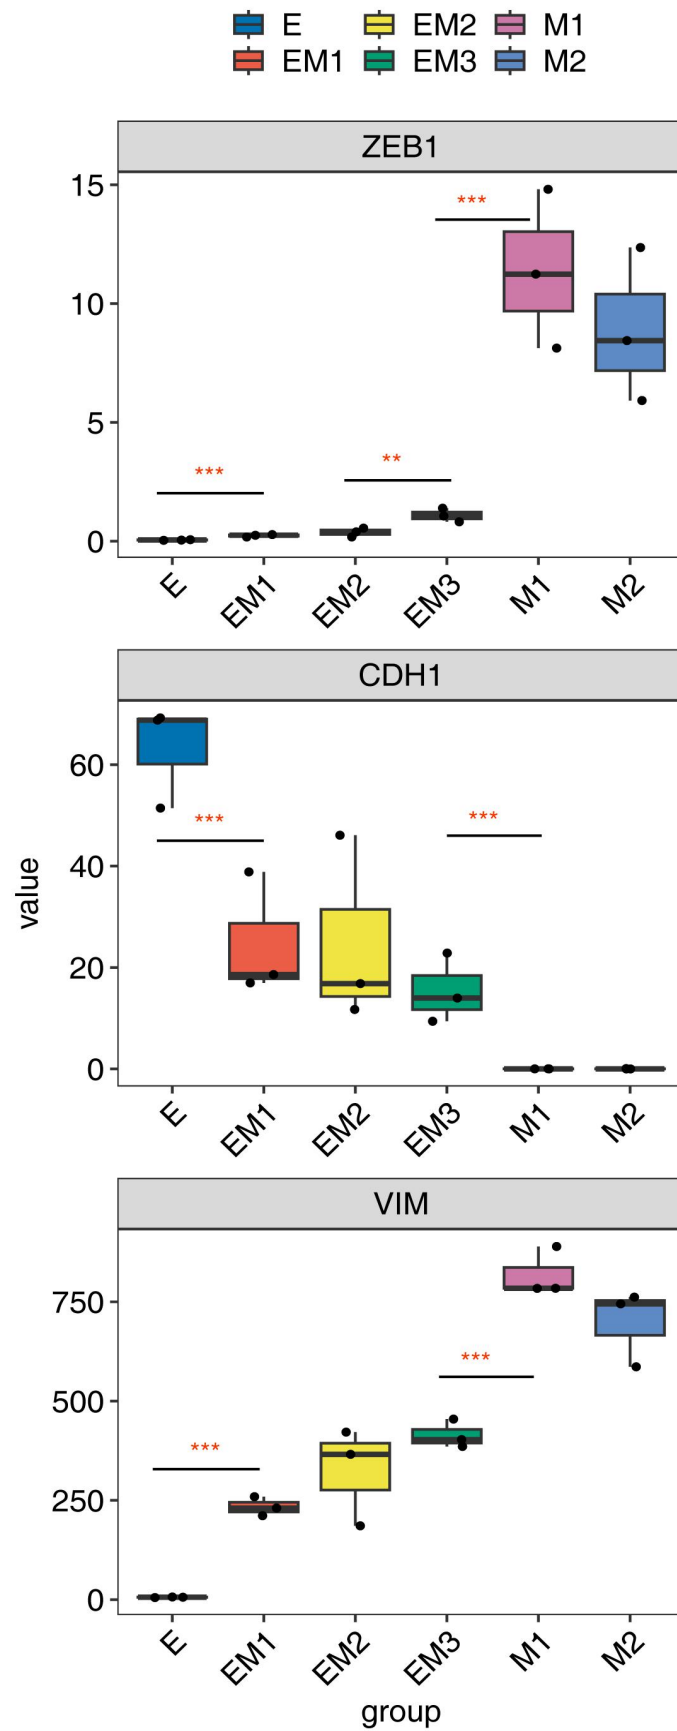 E EM2 M1
EM1 EM3 M2
ZEB1
15
***
10
5
***
**
0
E EM1 EM2 EM3 M1 M2
CDH1
60
***
***
40
20
0
value
E EM1 EM2 EM3 M1 M2
VIM
750
***
500
***
250
0
E EM1 EM2 EM3 M1 M2
group